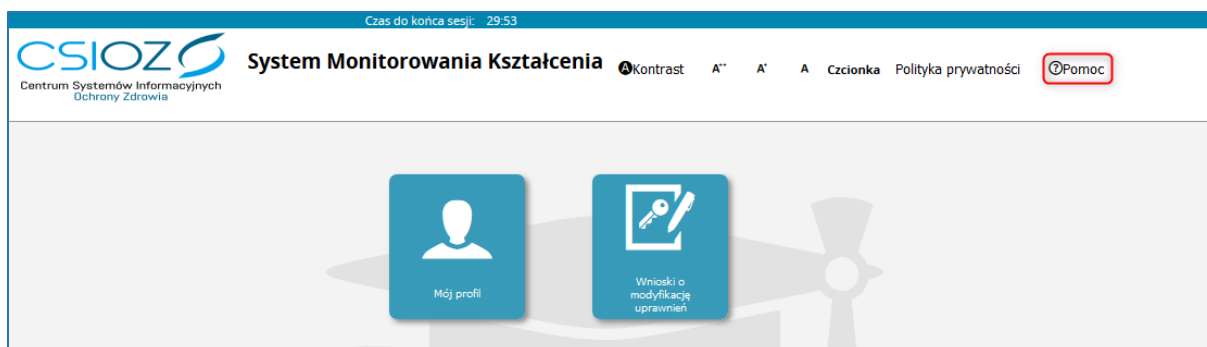 Czas do końca sesji: 29:53
CSIOZ
Centrum Systemów Informacyjnych
Ochrony Zdrowia
System Monitorowania Kształcenia
A Kontrast A++ A+ A Czcionka Polityka prywatności ?Pomoc
Mój profil
Wnioski o
modyfikację
uprawnień